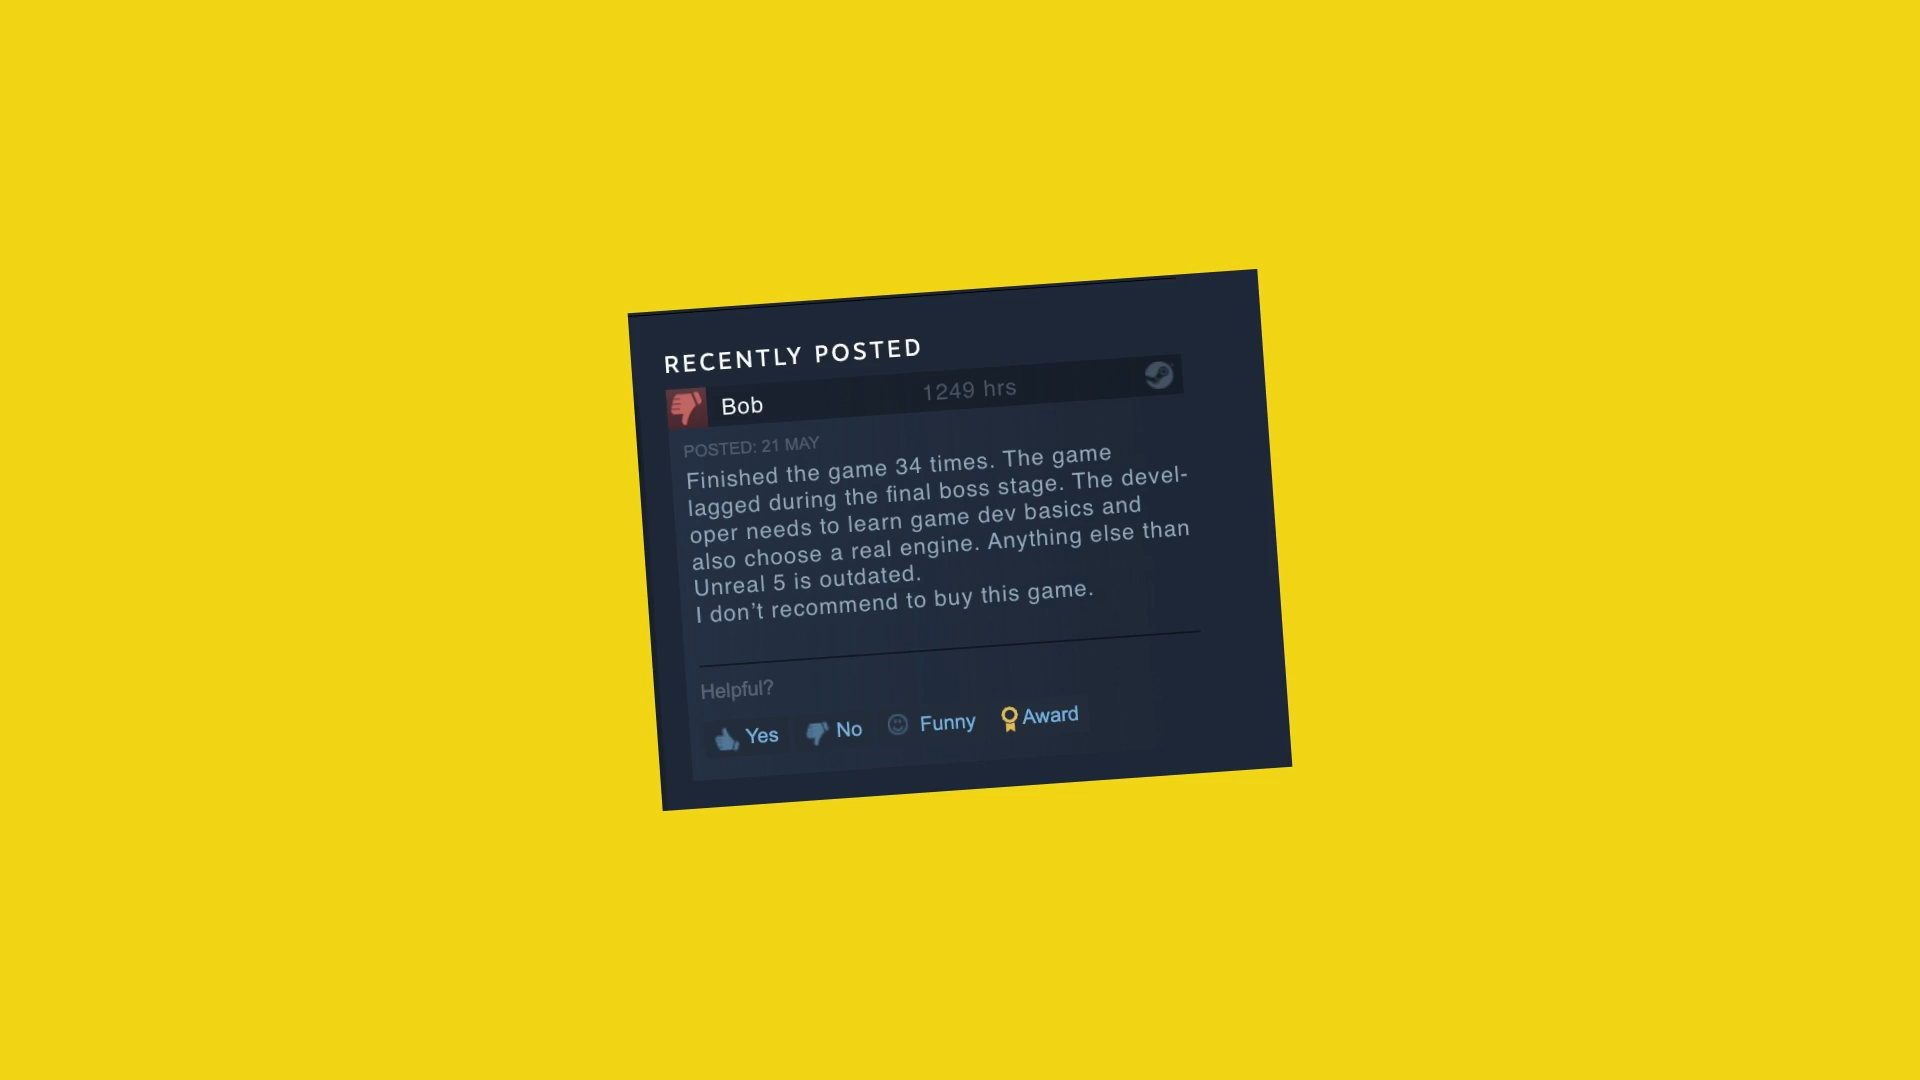 RECENTLY POSTED
Bob 1249 hrs
POSTED: 21 MAY
Finished the game 34 times. The game
lagged during the final boss stage. The devel-
oper needs to learn game dev basics and
also choose a real engine. Anything else than
Unreal 5 is outdated.
I don’t recommend to buy this game.
Helpful?
Yes No Funny Award